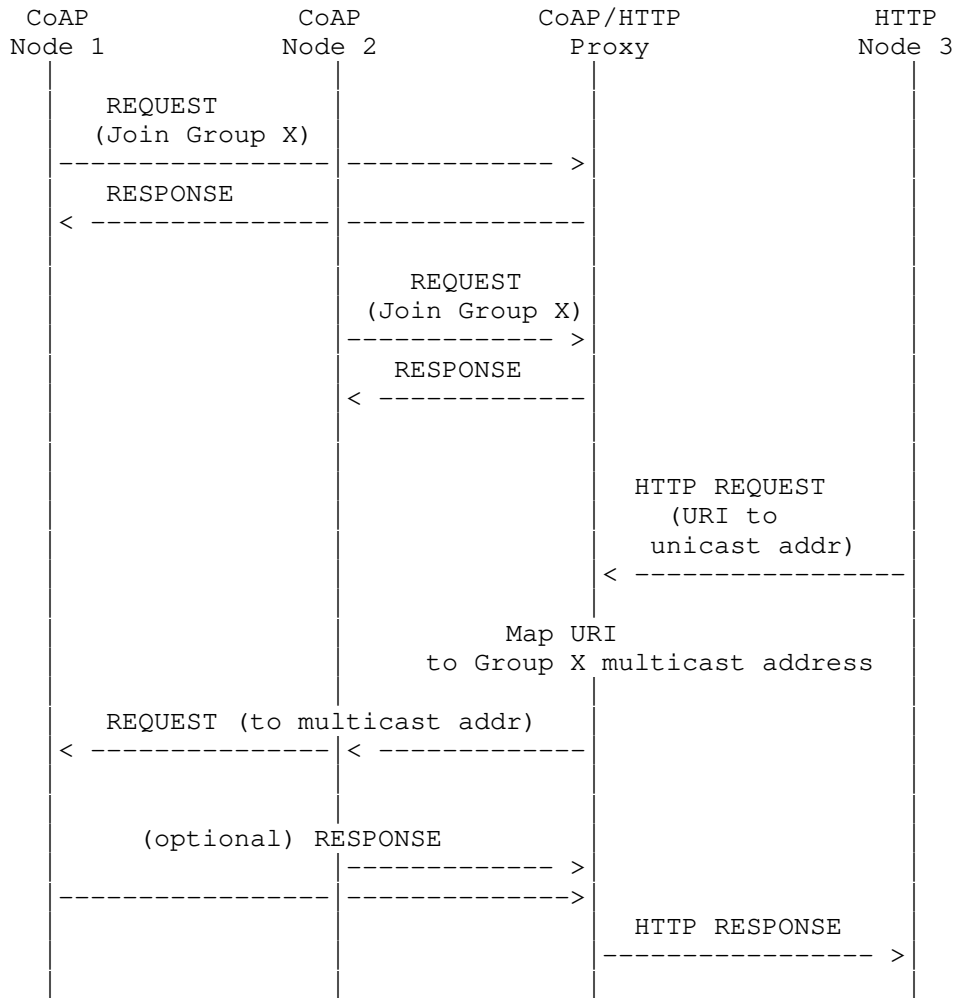 CoAP CoAP CoAP/HTTP HTTP
Node 1 Node 2 Proxy Node 3
REQUEST
(Join Group X)
RESPONSE
REQUEST
(Join Group X)
RESPONSE
HTTP REQUEST
(URI to
unicast addr)
Map URI
to Group X multicast address
REQUEST (to multicast addr)
(optional) RESPONSE
HTTP RESPONSE